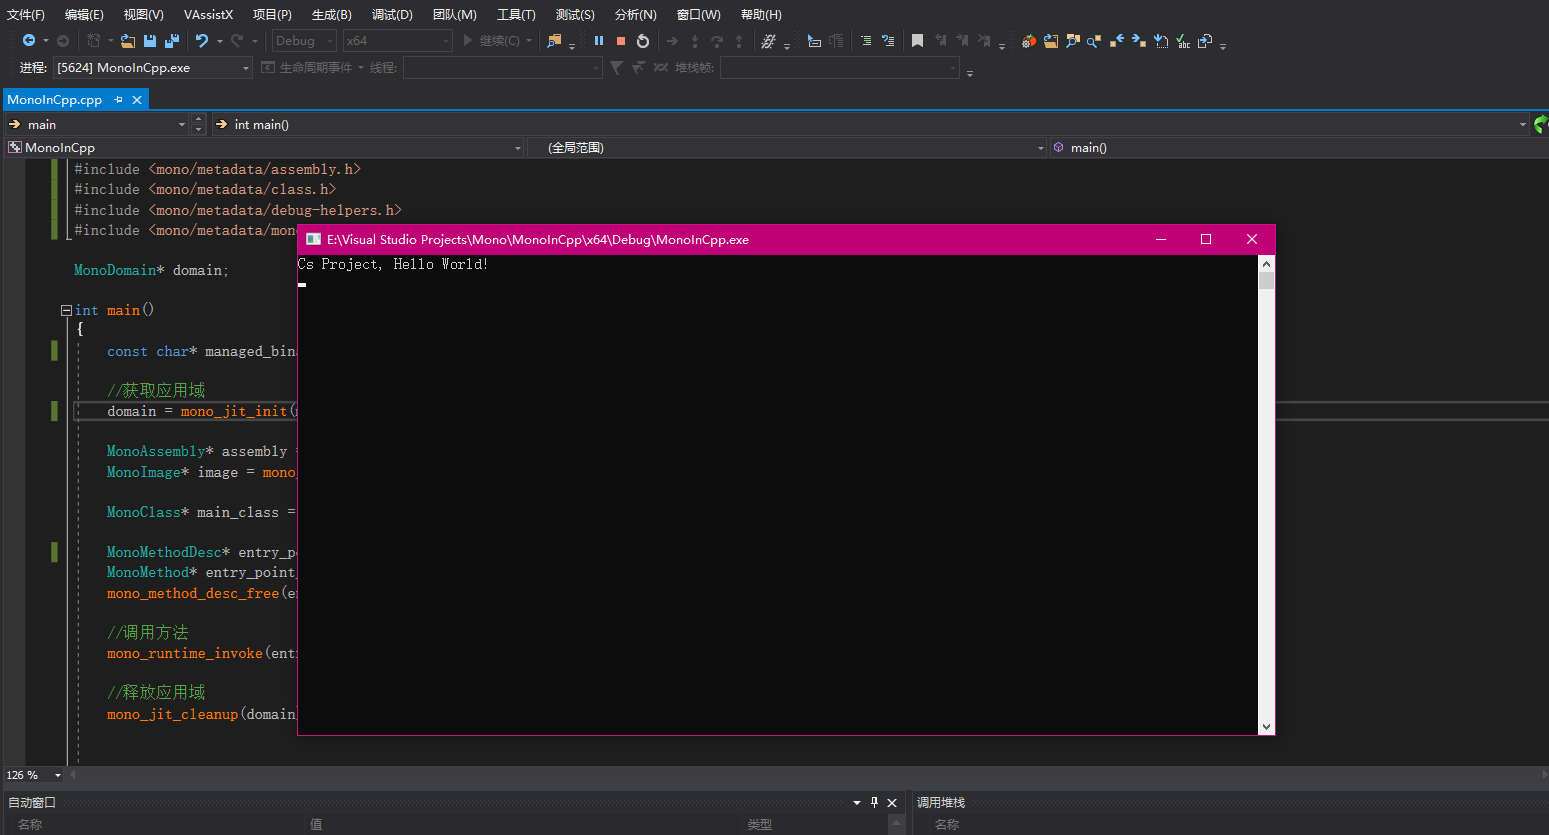 文件(F) 编辑(E) 视图(V) VAssistX 项目(P) 生成(B) 调试(D) 团队(M) 工具(T) 测试(S) 分析(N) 窗口(W) 帮助(H)
Debug x64 继续(C)
进程: [5624] MonoInCpp.exe 生命周期事件 线程: 堆栈帧:
MonoInCpp.cpp
main int main()
MonoInCpp (全局范围) main()
#include <mono/metadata/assembly.h>
#include <mono/metadata/class.h>
#include <mono/metadata/debug-helpers.h>
#include <mono/metadata/mon
E:\Visual Studio Projects\Mono\MonoInCpp\x64\Debug\MonoInCpp.exe
Cs Project, Hello World!
MonoDomain* domain;
int main()
{
const char* managed_bina
//获取应用域
domain = mono_jit_init(
MonoAssembly* assembly =
MonoImage* image = mono_
MonoClass* main_class =
MonoMethodDesc* entry_po
MonoMethod* entry_point_
mono_method_desc_free(en
//调用方法
mono_runtime_invoke(entr
//释放应用域
mono_jit_cleanup(domain)
126 %
自动窗口 调用堆栈
名称 值 类型 名称